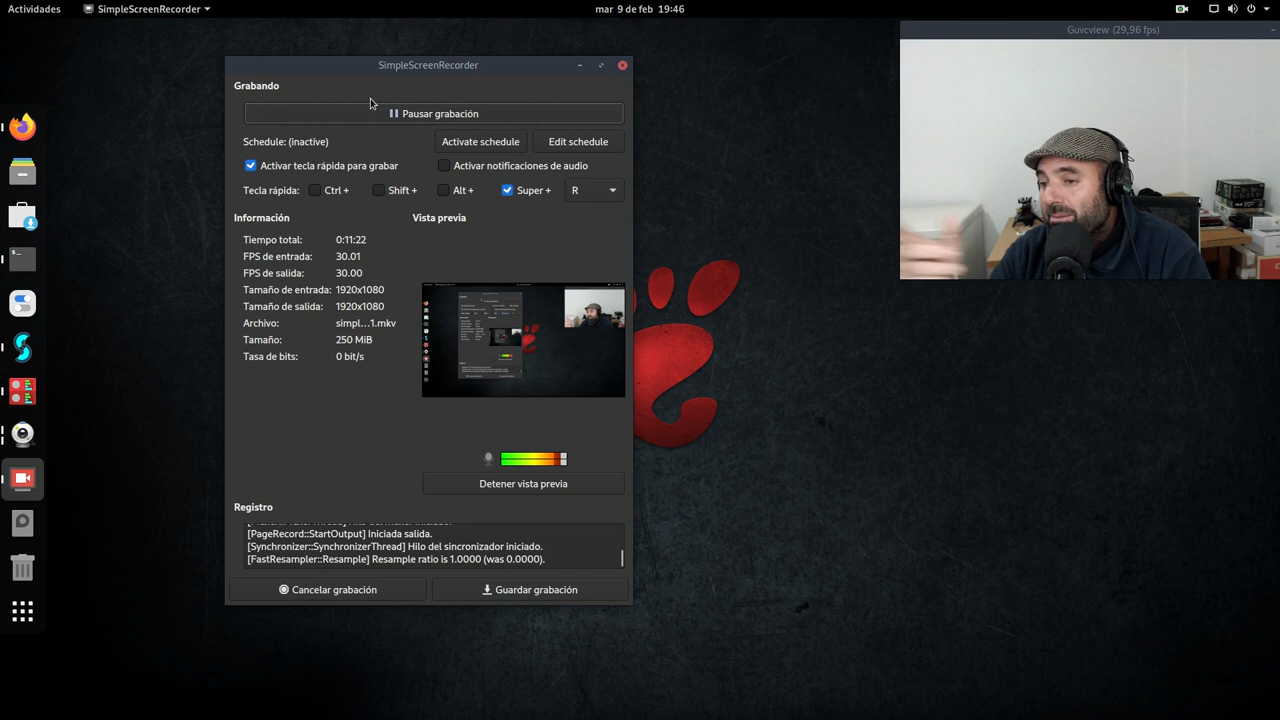 Actividades SimpleScreenRecorder mar 9 de feb 19:46
Guvcview (29,96 fps)
SimpleScreenRecorder
Grabando
Pausar grabación
Schedule: (inactive) Activate schedule Edit schedule
Activar tecla rápida para grabar Activar notificaciones de audio
Tecla rápida: Ctrl + Shift + Alt + Super + R
Información Vista previa
Tiempo total: 0:11:22
FPS de entrada: 30.01
FPS de salida: 30.00
Tamaño de entrada: 1920x1080
Tamaño de salida: 1920x1080
Archivo: simpl...1.mkv
Tamaño: 250 MiB
Tasa de bits: 0 bit/s
Detener vista previa
Registro
[PageRecord::StartOutput] Iniciada salida.
[Synchronizer::SynchronizerThread] Hilo del sincronizador iniciado.
[FastResampler::Resample] Resample ratio is 1.0000 (was 0.0000).
Cancelar grabación Guardar grabación